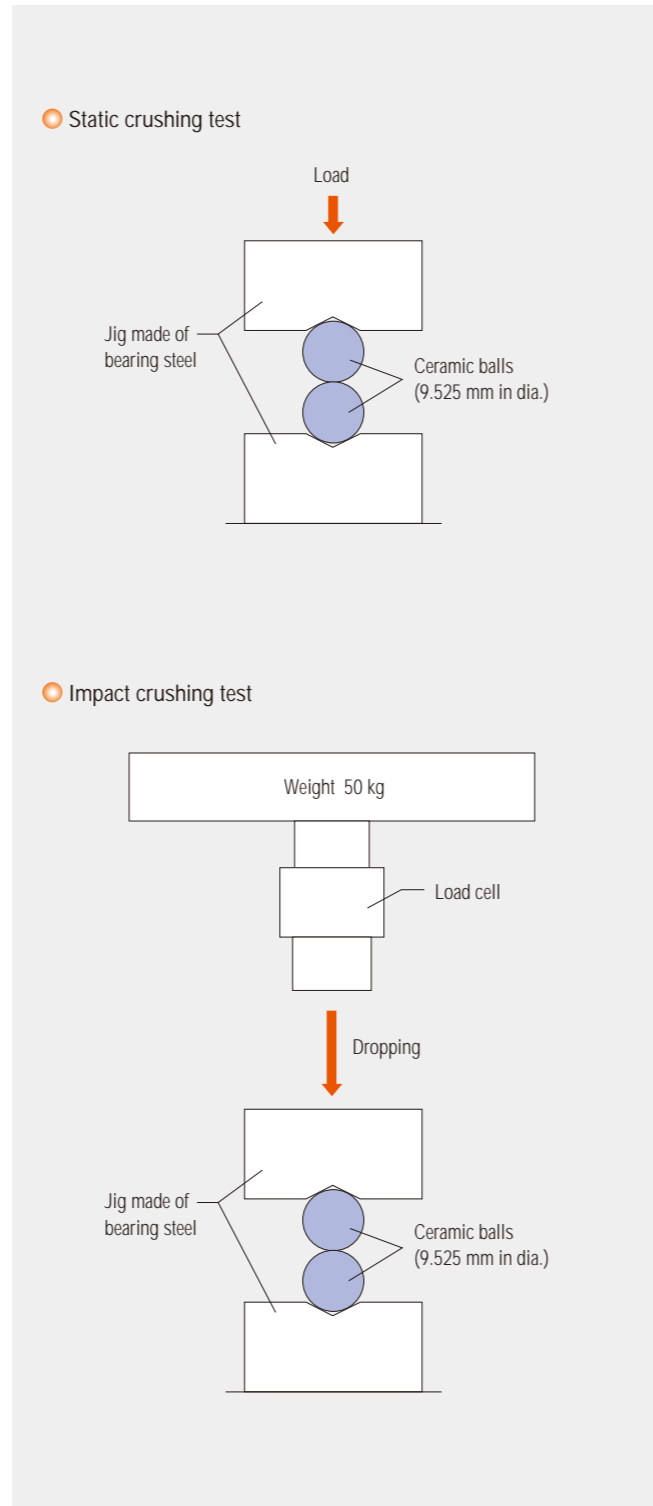 Static crushing test
Load
Jig made of
bearing steel
Ceramic balls
(9.525 mm in dia.)
Impact crushing test
Weight 50 kg
Load cell
Dropping
Jig made of
bearing steel
Ceramic balls
(9.525 mm in dia.)